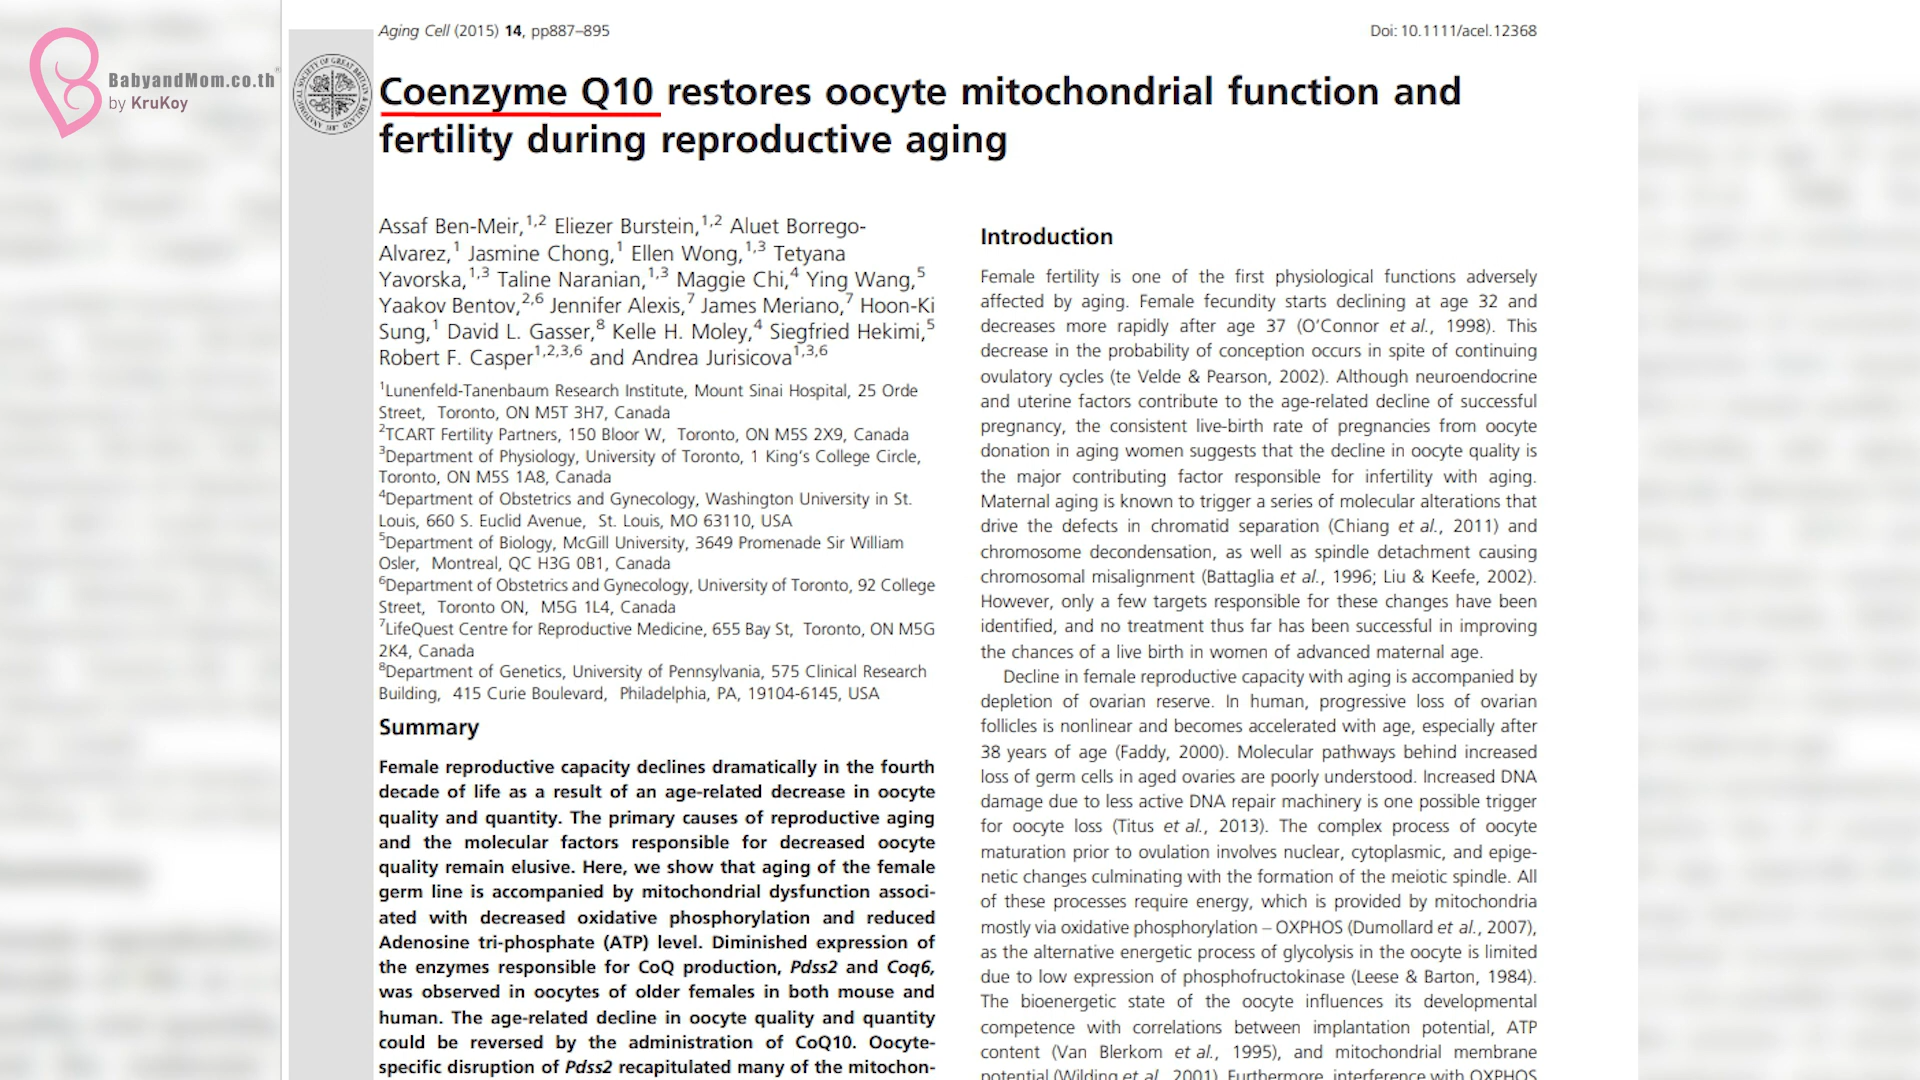 BabyandMom.co.th
by KruKoy
Aging Cell (2015) 14, pp887–895
Doi: 10.1111/acel.12368
Coenzyme Q10 restores oocyte mitochondrial function and
fertility during reproductive aging
Assaf Ben-Meir,1,2 Eliezer Burstein,1,2 Aluet Borrego-
Alvarez,1 Jasmine Chong,1 Ellen Wong,1,3 Tetyana
Yavorska,1,3 Taline Naranian,1,3 Maggie Chi,4 Ying Wang,5
Yaakov Bentov,2,6 Jennifer Alexis,7 James Meriano,7 Hoon-Ki
Sung,1 David L. Gasser,8 Kelle H. Moley,4 Siegfried Hekimi,5
Robert F. Casper1,2,3,6 and Andrea Jurisicova1,3,6
1Lunenfeld-Tanenbaum Research Institute, Mount Sinai Hospital, 25 Orde
Street, Toronto, ON M5T 3H7, Canada
2TCART Fertility Partners, 150 Bloor W, Toronto, ON M5S 2X9, Canada
3Department of Physiology, University of Toronto, 1 King's College Circle,
Toronto, ON M5S 1A8, Canada
4Department of Obstetrics and Gynecology, Washington University in St.
Louis, 660 S. Euclid Avenue, St. Louis, MO 63110, USA
5Department of Biology, McGill University, 3649 Promenade Sir William
Osler, Montreal, QC H3G 0B1, Canada
6Department of Obstetrics and Gynecology, University of Toronto, 92 College
Street, Toronto ON, M5G 1L4, Canada
7LifeQuest Centre for Reproductive Medicine, 655 Bay St, Toronto, ON M5G
2K4, Canada
8Department of Genetics, University of Pennsylvania, 575 Clinical Research
Building, 415 Curie Boulevard, Philadelphia, PA, 19104-6145, USA
Summary
Female reproductive capacity declines dramatically in the fourth
decade of life as a result of an age-related decrease in oocyte
quality and quantity. The primary causes of reproductive aging
and the molecular factors responsible for decreased oocyte
quality remain elusive. Here, we show that aging of the female
germ line is accompanied by mitochondrial dysfunction associ-
ated with decreased oxidative phosphorylation and reduced
Adenosine tri-phosphate (ATP) level. Diminished expression of
the enzymes responsible for CoQ production, Pdss2 and Coq6,
was observed in oocytes of older females in both mouse and
human. The age-related decline in oocyte quality and quantity
could be reversed by the administration of CoQ10. Oocyte-
specific disruption of Pdss2 recapitulated many of the mitochon-
Introduction
Female fertility is one of the first physiological functions adversely
affected by aging. Female fecundity starts declining at age 32 and
decreases more rapidly after age 37 (O'Connor et al., 1998). This
decrease in the probability of conception occurs in spite of continuing
ovulatory cycles (te Velde & Pearson, 2002). Although neuroendocrine
and uterine factors contribute to the age-related decline of successful
pregnancy, the consistent live-birth rate of pregnancies from oocyte
donation in aging women suggests that the decline in oocyte quality is
the major contributing factor responsible for infertility with aging.
Maternal aging is known to trigger a series of molecular alterations that
drive the defects in chromatid separation (Chiang et al., 2011) and
chromosome decondensation, as well as spindle detachment causing
chromosomal misalignment (Battaglia et al., 1996; Liu & Keefe, 2002).
However, only a few targets responsible for these changes have been
identified, and no treatment thus far has been successful in improving
the chances of a live birth in women of advanced maternal age.
Decline in female reproductive capacity with aging is accompanied by
depletion of ovarian reserve. In human, progressive loss of ovarian
follicles is nonlinear and becomes accelerated with age, especially after
38 years of age (Faddy, 2000). Molecular pathways behind increased
loss of germ cells in aged ovaries are poorly understood. Increased DNA
damage due to less active DNA repair machinery is one possible trigger
for oocyte loss (Titus et al., 2013). The complex process of oocyte
maturation prior to ovulation involves nuclear, cytoplasmic, and epige-
netic changes culminating with the formation of the meiotic spindle. All
of these processes require energy, which is provided by mitochondria
mostly via oxidative phosphorylation – OXPHOS (Dumollard et al., 2007),
as the alternative energetic process of glycolysis in the oocyte is limited
due to low expression of phosphofructokinase (Leese & Barton, 1984).
The bioenergetic state of the oocyte influences its developmental
competence with correlations between implantation potential, ATP
content (Van Blerkom et al., 1995), and mitochondrial membrane
potential (Wilding et al., 2001). Furthermore, interference with OXPHOS